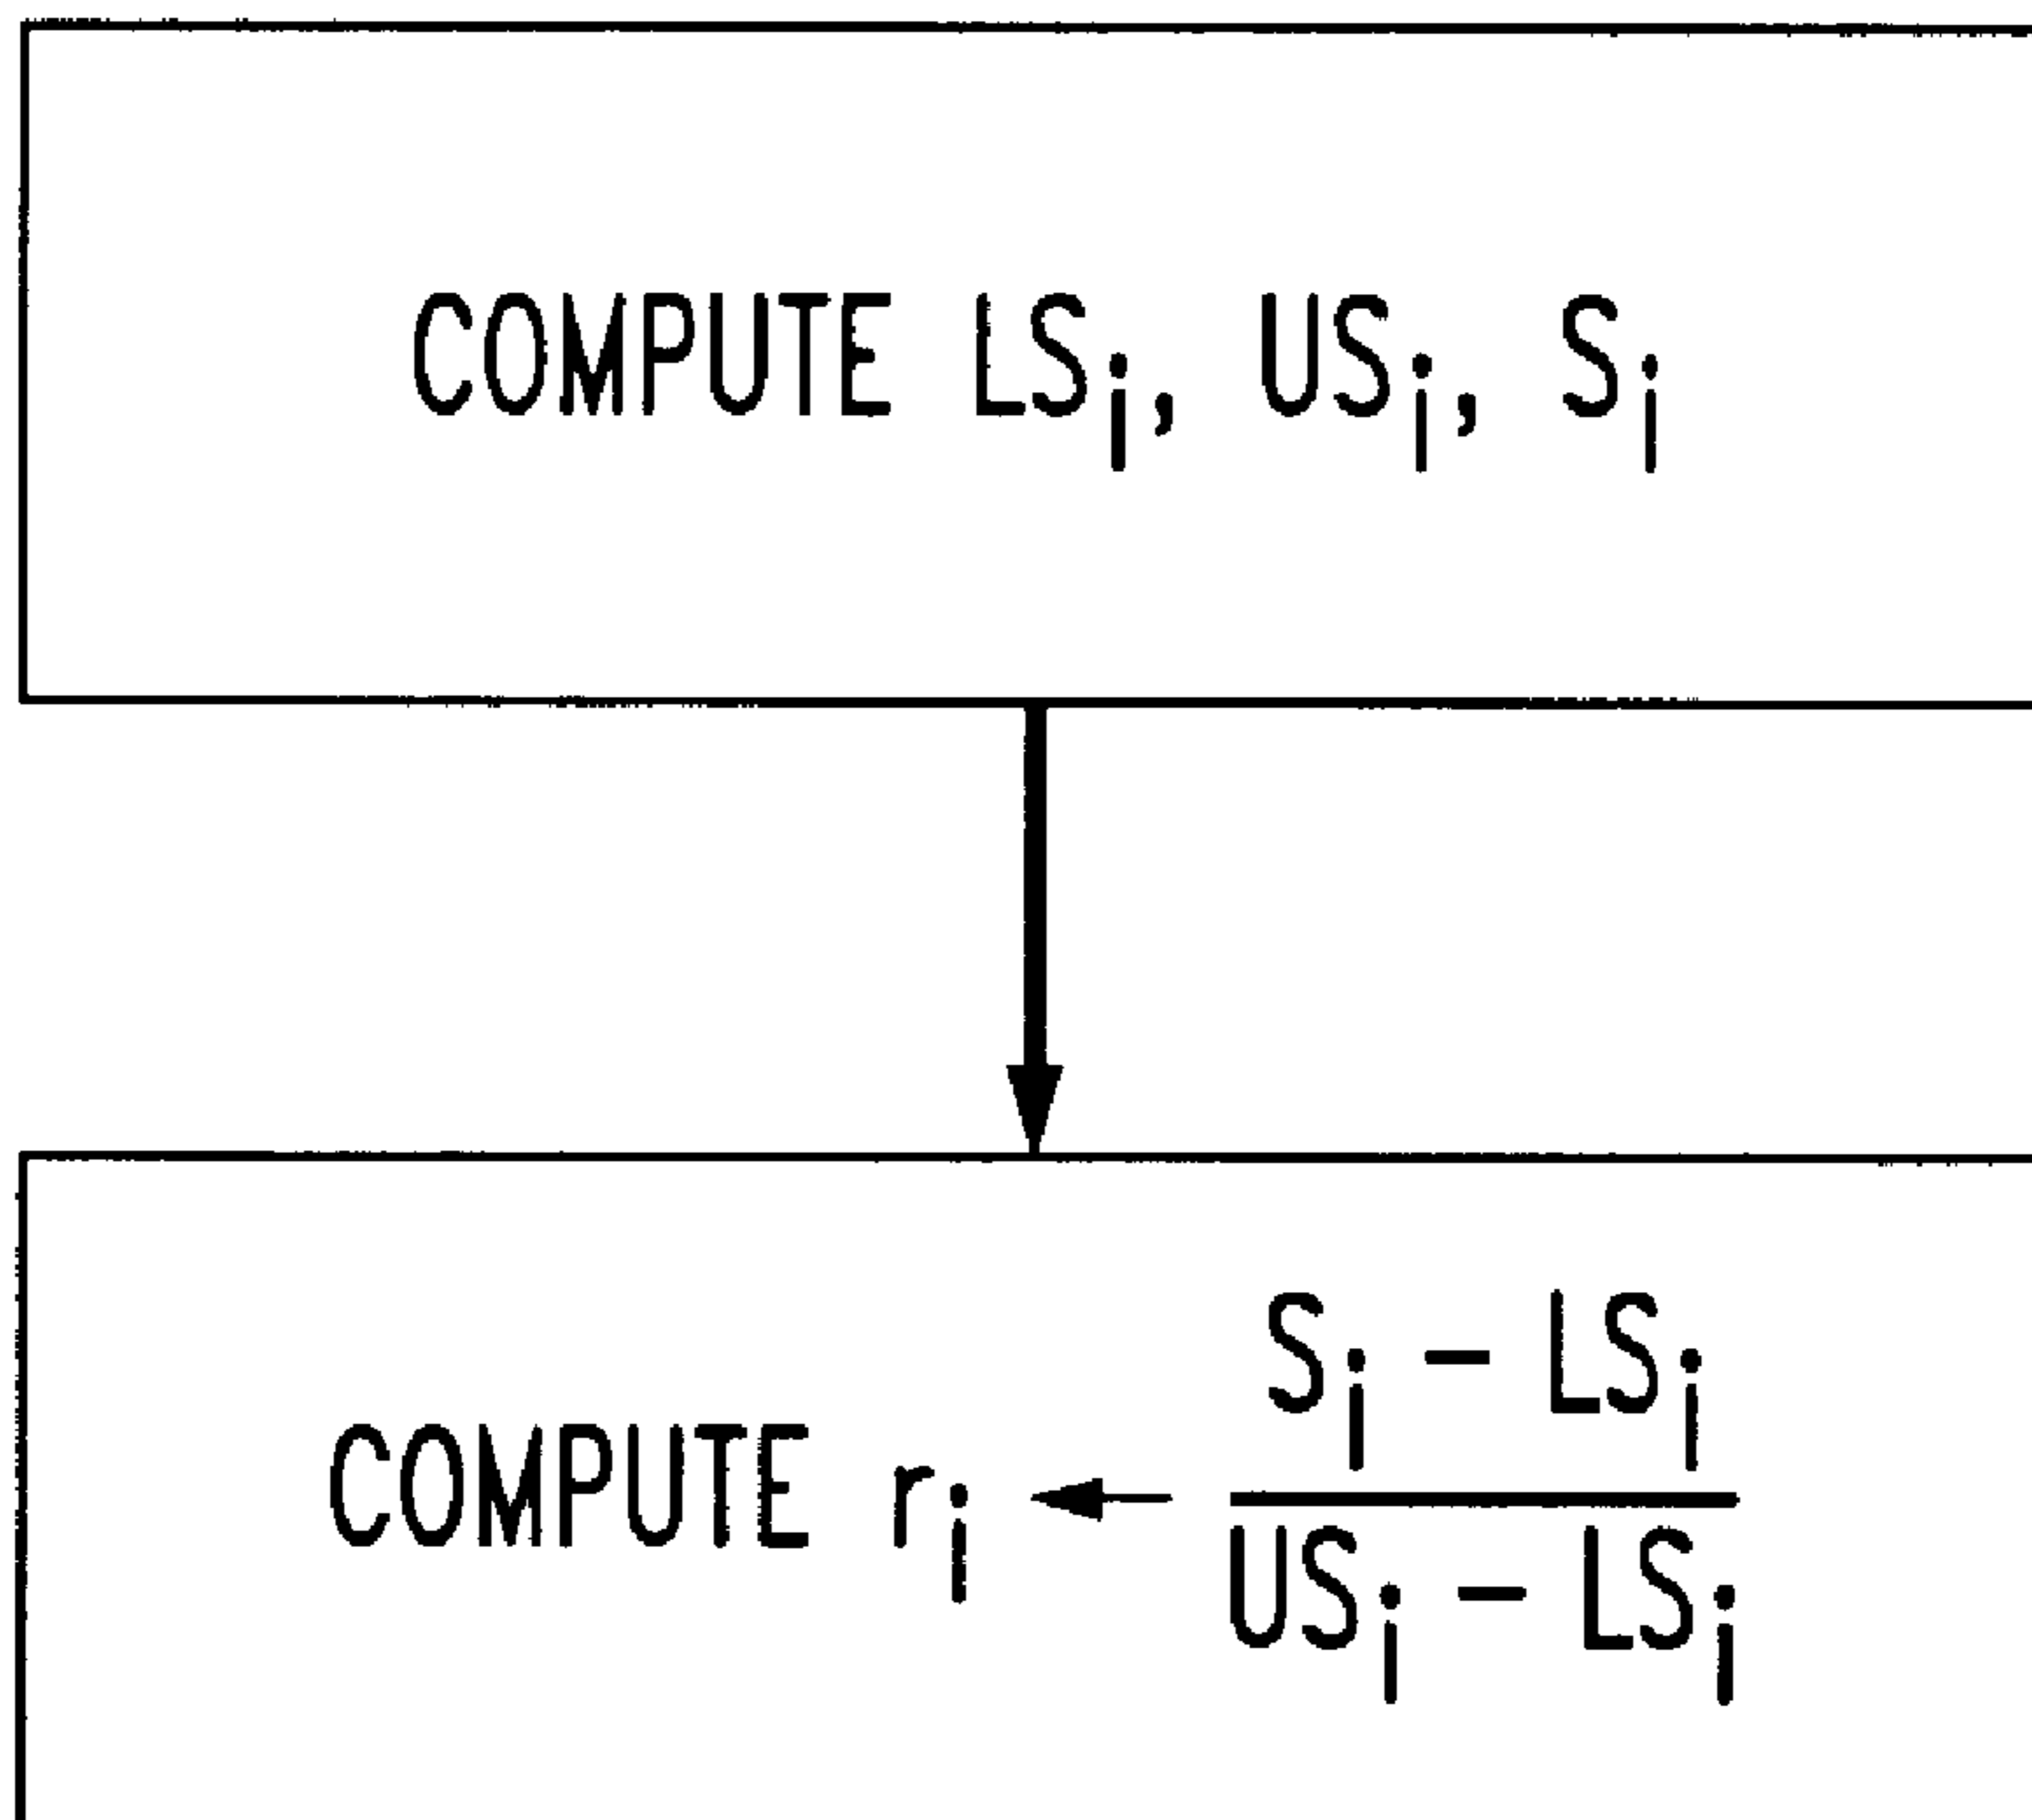 COMPUTE LSᵢ, USᵢ, Sᵢ
Sᵢ − LSᵢ
COMPUTE rᵢ ←
USᵢ − LSᵢ